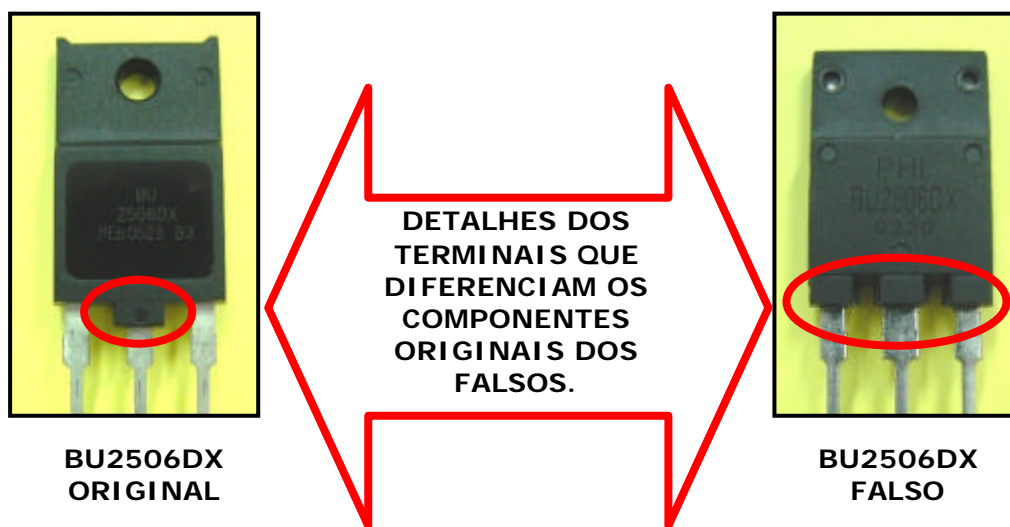 BU
2506DX
PHI
BU2506DX
DETALHES DOS
TERMINAIS QUE
DIFERENCIAM OS
COMPONENTES
ORIGINAIS DOS
FALSOS.
BU2506DX
ORIGINAL
BU2506DX
FALSO